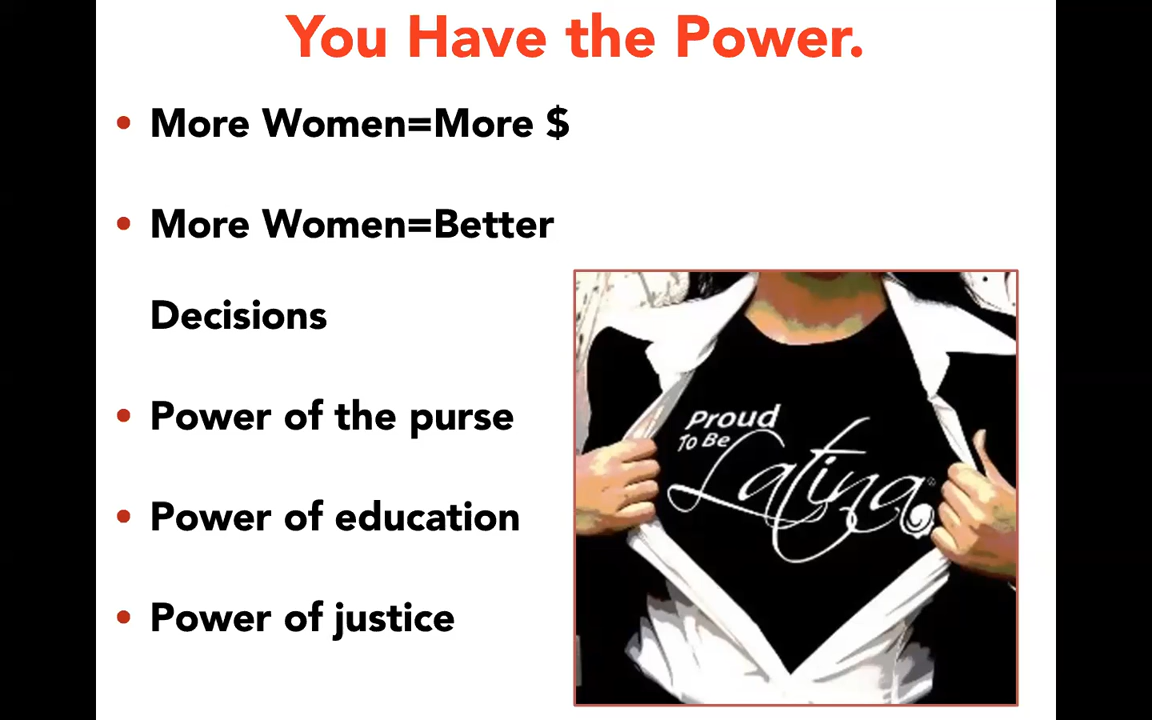 You Have the Power.
• More Women=More $
• More Women=Better
Decisions
• Power of the purse
• Power of education
• Power of justice
Proud
To Be
Latina®